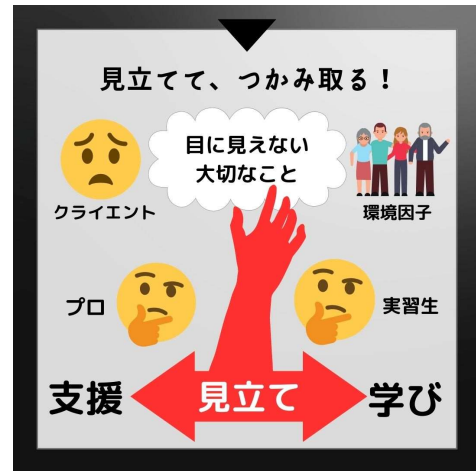 見立てて、つかみ取る！
目に見えない
大切なこと
クライエント
環境因子
プロ
実習生
支援
見立て
学び